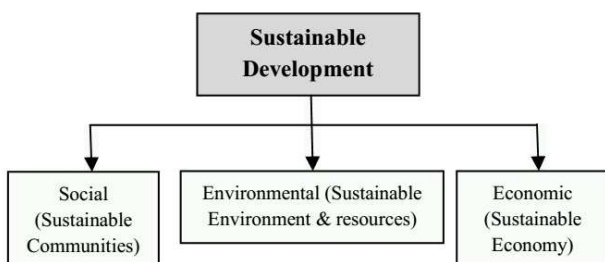 Sustainable
Development
Social
(Sustainable
Communities)
Environmental (Sustainable
Environment & resources)
Economic
(Sustainable
Economy)